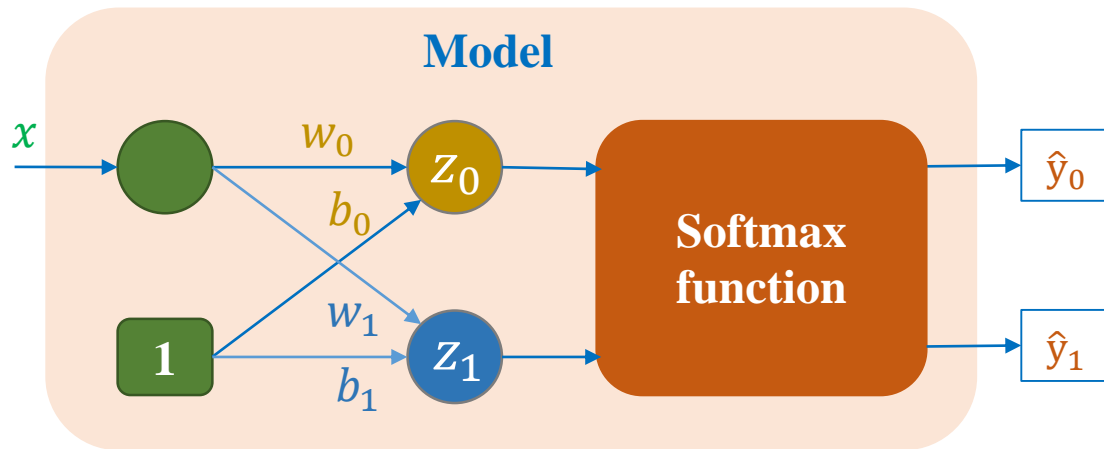 Model
x
w₀
z₀
b₀
ŷ₀
Softmax
function
1
w₁
z₁
b₁
ŷ₁